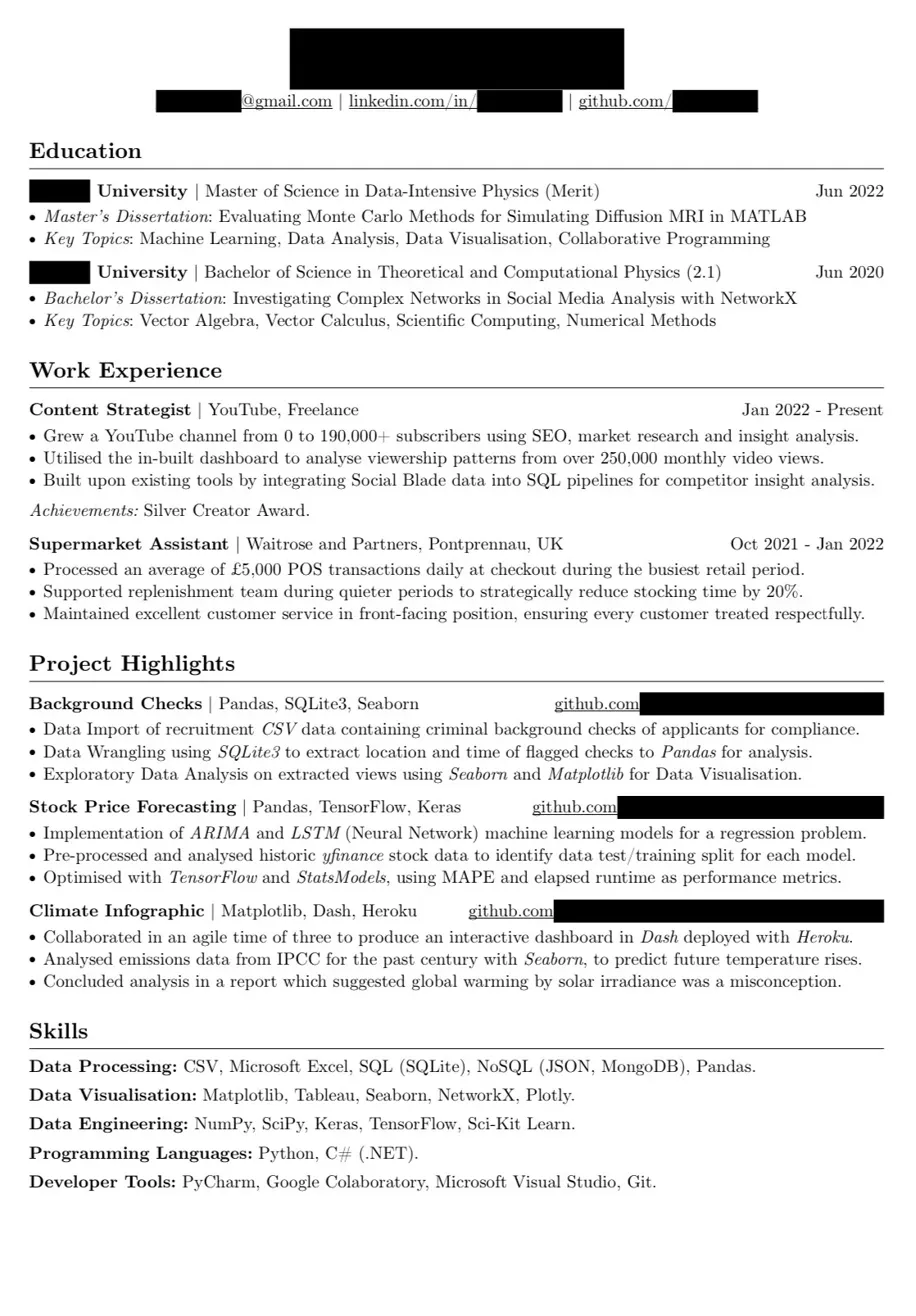 @gmail.com | linkedin.com/in/ | github.com/
Education
University | Master of Science in Data-Intensive Physics (Merit) Jun 2022
• Master's Dissertation: Evaluating Monte Carlo Methods for Simulating Diffusion MRI in MATLAB
• Key Topics: Machine Learning, Data Analysis, Data Visualisation, Collaborative Programming
University | Bachelor of Science in Theoretical and Computational Physics (2.1) Jun 2020
• Bachelor's Dissertation: Investigating Complex Networks in Social Media Analysis with NetworkX
• Key Topics: Vector Algebra, Vector Calculus, Scientific Computing, Numerical Methods
Work Experience
Content Strategist | YouTube, Freelance Jan 2022 - Present
• Grew a YouTube channel from 0 to 190,000+ subscribers using SEO, market research and insight analysis.
• Utilised the in-built dashboard to analyse viewership patterns from over 250,000 monthly video views.
• Built upon existing tools by integrating Social Blade data into SQL pipelines for competitor insight analysis.
Achievements: Silver Creator Award.
Supermarket Assistant | Waitrose and Partners, Pontprennau, UK Oct 2021 - Jan 2022
• Processed an average of £5,000 POS transactions daily at checkout during the busiest retail period.
• Supported replenishment team during quieter periods to strategically reduce stocking time by 20%.
• Maintained excellent customer service in front-facing position, ensuring every customer treated respectfully.
Project Highlights
Background Checks | Pandas, SQLite3, Seaborn github.com
• Data Import of recruitment CSV data containing criminal background checks of applicants for compliance.
• Data Wrangling using SQLite3 to extract location and time of flagged checks to Pandas for analysis.
• Exploratory Data Analysis on extracted views using Seaborn and Matplotlib for Data Visualisation.
Stock Price Forecasting | Pandas, TensorFlow, Keras github.com
• Implementation of ARIMA and LSTM (Neural Network) machine learning models for a regression problem.
• Pre-processed and analysed historic yfinance stock data to identify data test/training split for each model.
• Optimised with TensorFlow and StatsModels, using MAPE and elapsed runtime as performance metrics.
Climate Infographic | Matplotlib, Dash, Heroku github.com
• Collaborated in an agile time of three to produce an interactive dashboard in Dash deployed with Heroku.
• Analysed emissions data from IPCC for the past century with Seaborn, to predict future temperature rises.
• Concluded analysis in a report which suggested global warming by solar irradiance was a misconception.
Skills
Data Processing: CSV, Microsoft Excel, SQL (SQLite), NoSQL (JSON, MongoDB), Pandas.
Data Visualisation: Matplotlib, Tableau, Seaborn, NetworkX, Plotly.
Data Engineering: NumPy, SciPy, Keras, TensorFlow, Sci-Kit Learn.
Programming Languages: Python, C# (.NET).
Developer Tools: PyCharm, Google Colaboratory, Microsoft Visual Studio, Git.